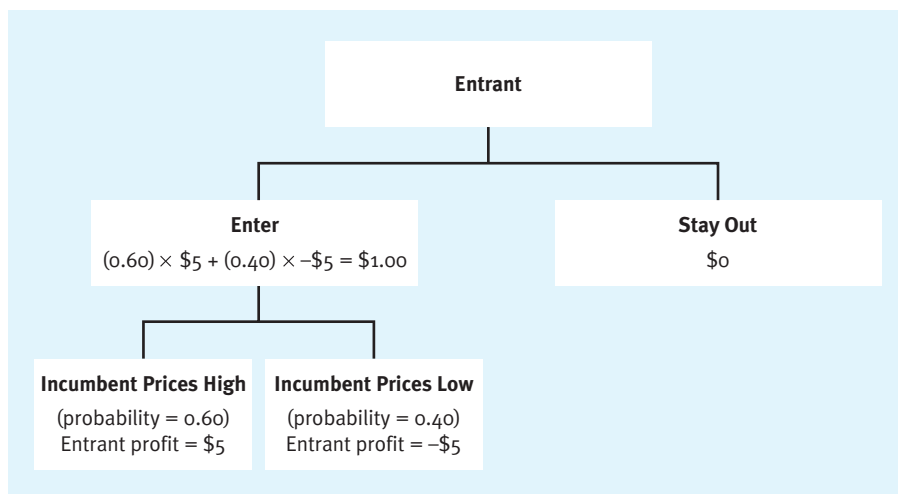 Entrant
Enter
(0.60) × $5 + (0.40) × –$5 = $1.00
Stay Out
$0
Incumbent Prices High
(probability = 0.60)
Entrant profit = $5
Incumbent Prices Low
(probability = 0.40)
Entrant profit = –$5